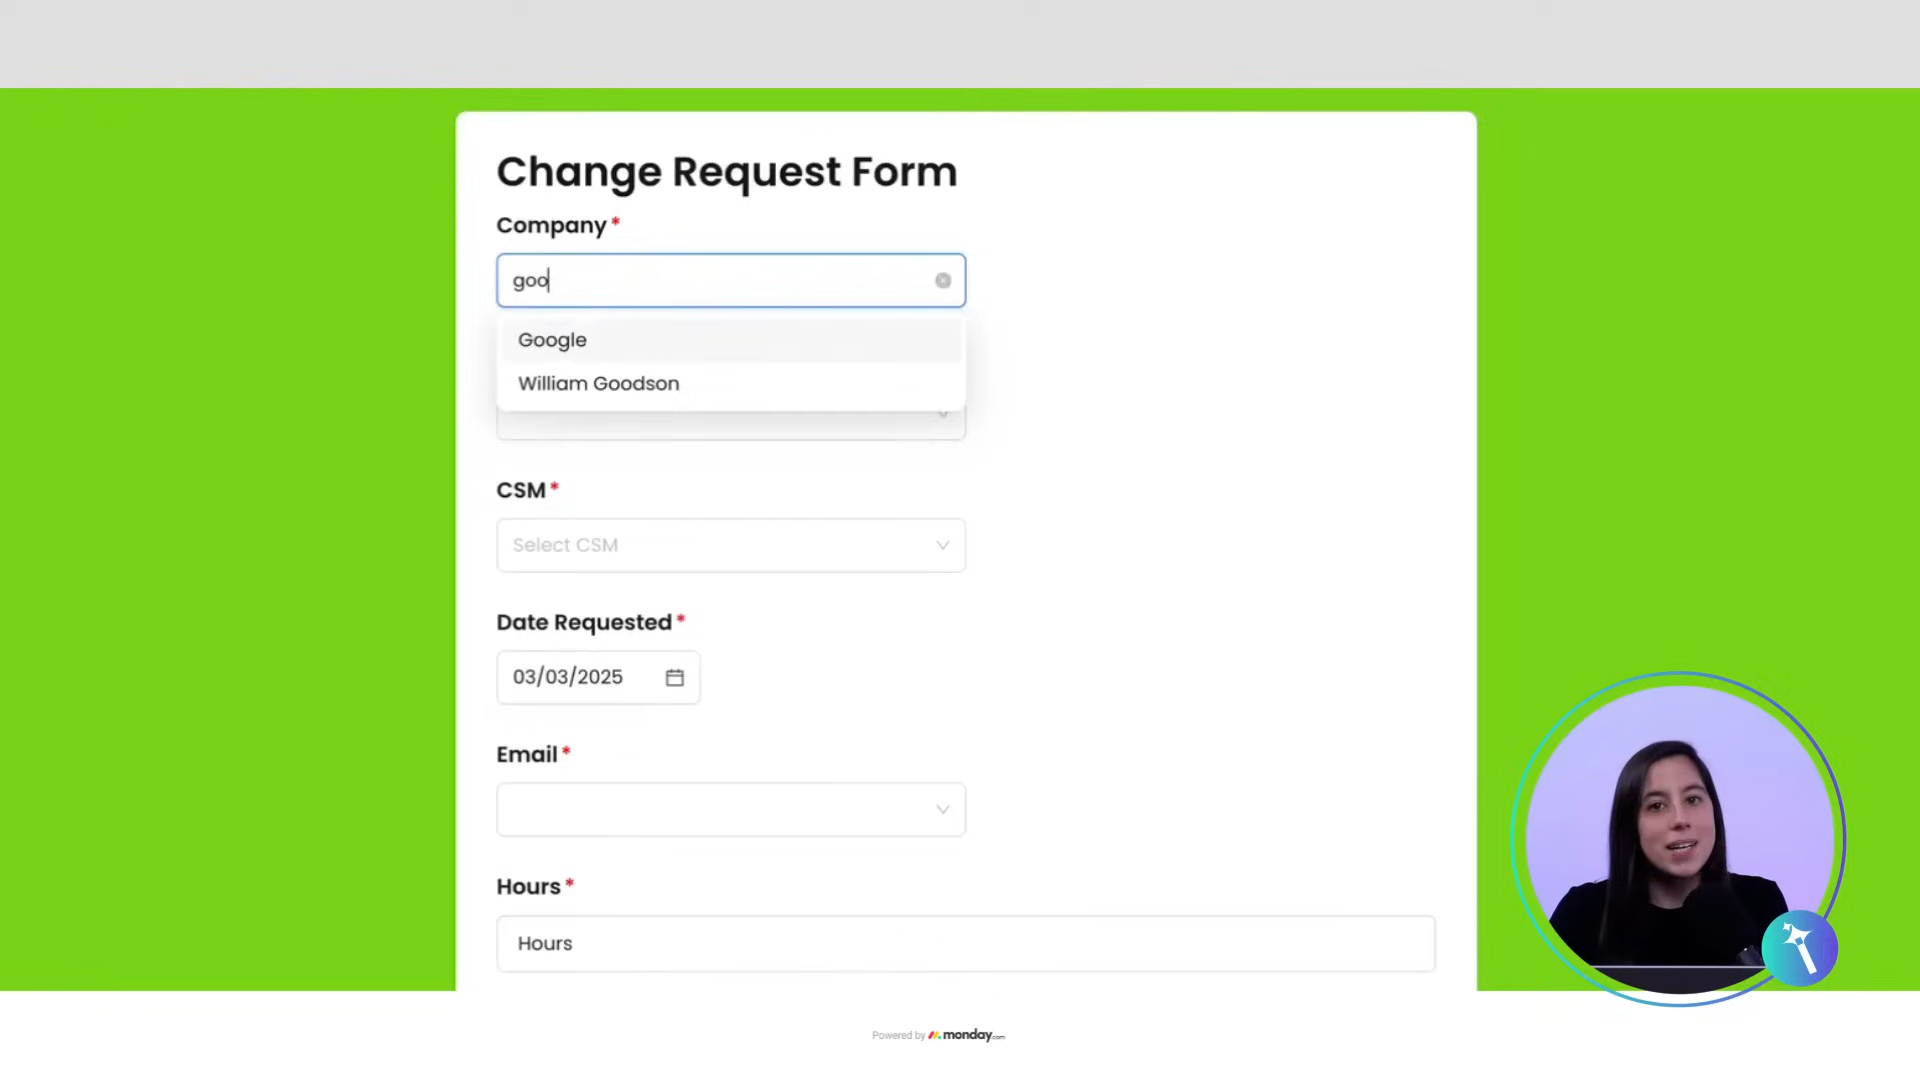 Change Request Form
Company *
goo
Google
William Goodson
CSM *
Select CSM
Date Requested *
03/03/2025
Email *
Hours *
Hours
Powered by monday.com